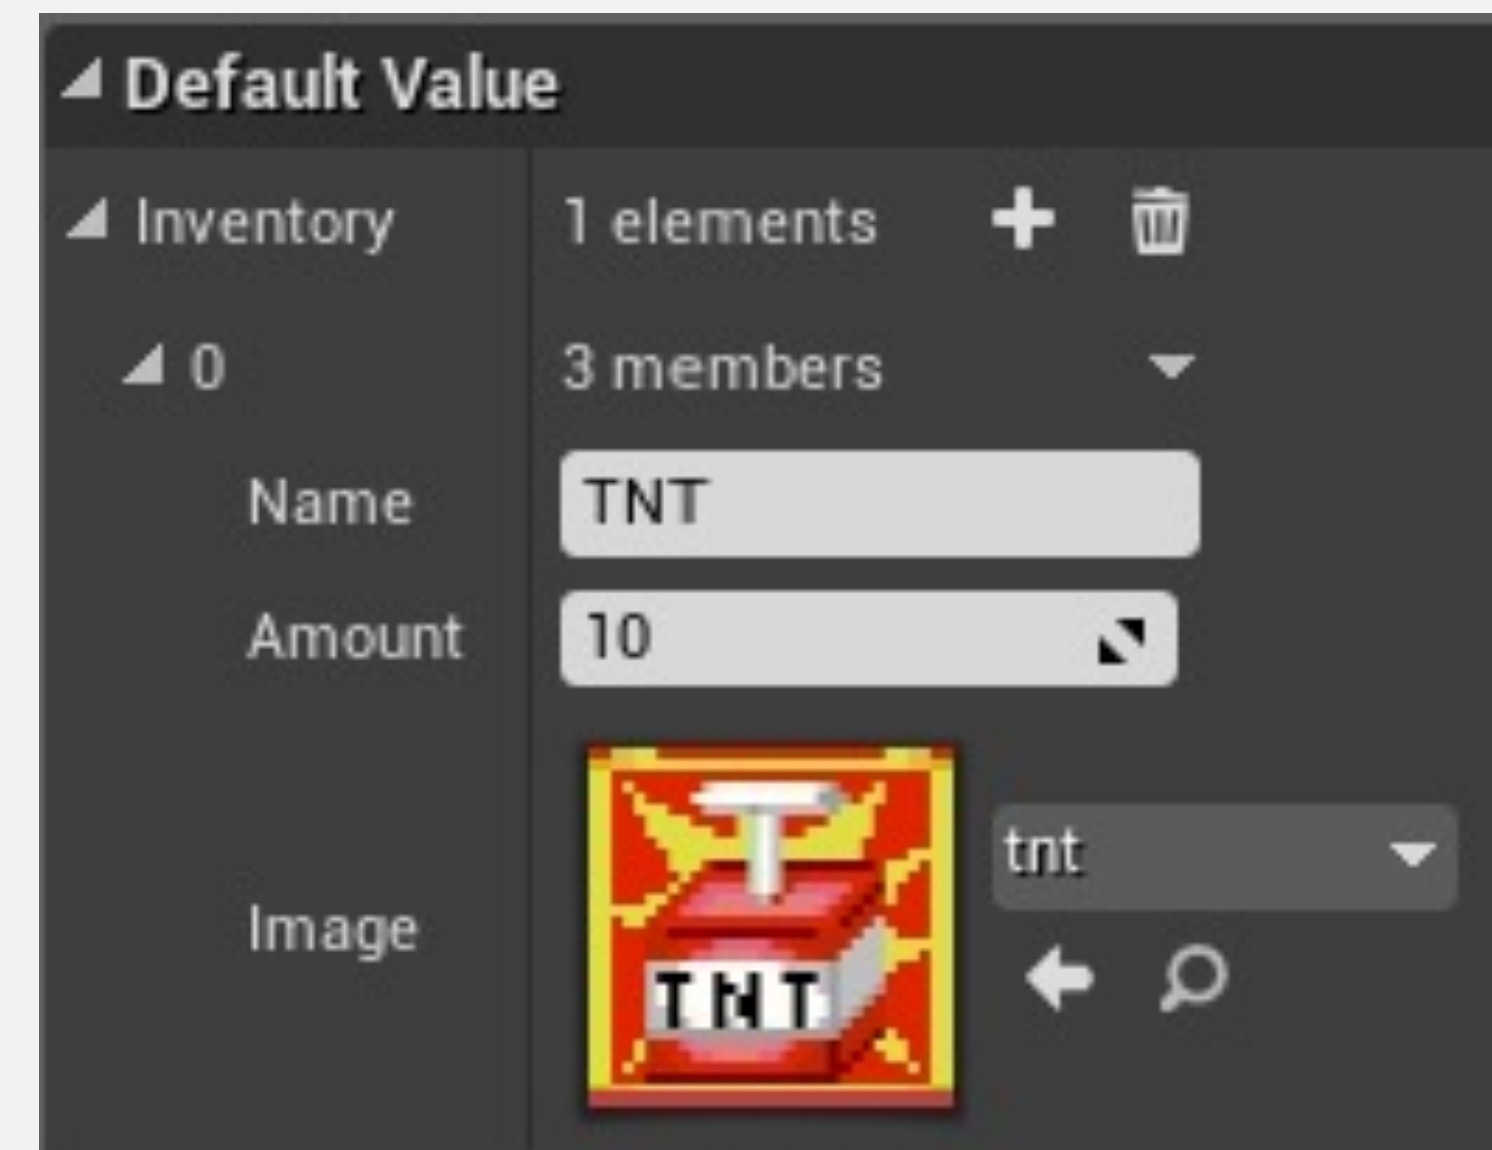 Default Value
Inventory 1 elements
0 3 members
Name TNT
Amount 10
tnt
Image
TNT